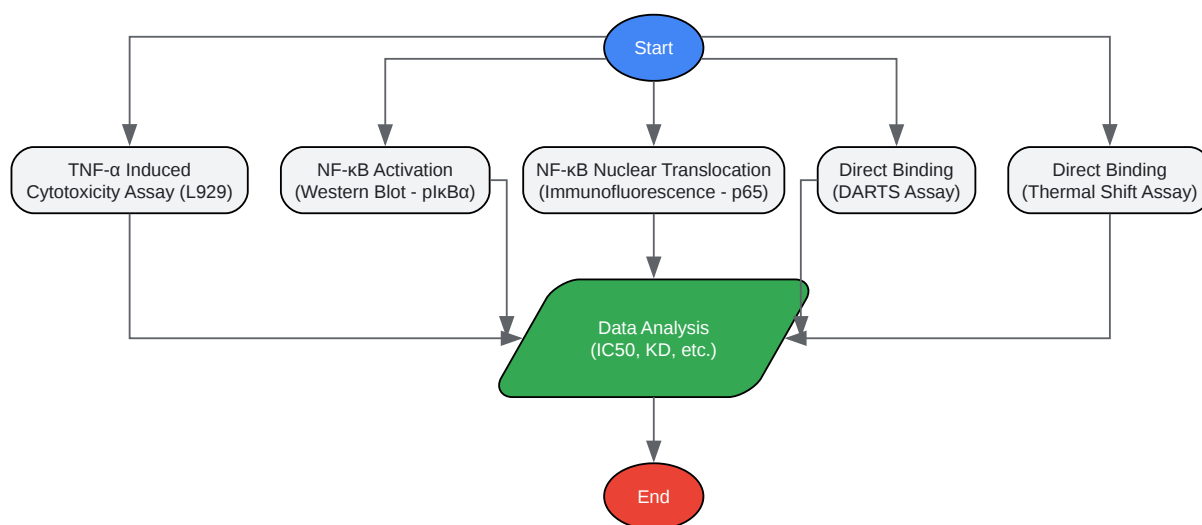 Start
TNF-α Induced
Cytotoxicity Assay (L929)
NF-κB Activation
(Western Blot - pIκBα)
NF-κB Nuclear Translocation
(Immunofluorescence - p65)
Direct Binding
(DARTS Assay)
Direct Binding
(Thermal Shift Assay)
Data Analysis
(IC50, KD, etc.)
End